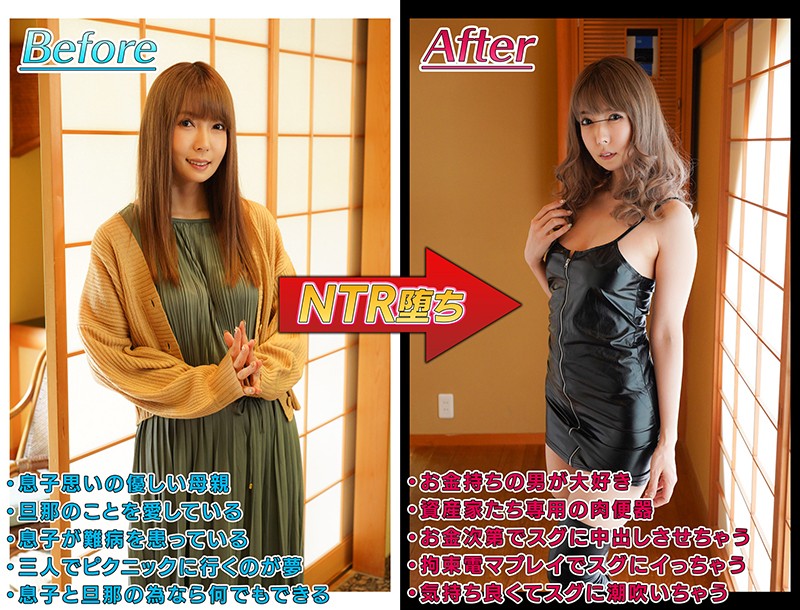 Before
・息子思いの優しい母親
・旦那のことを愛している
・息子が難病を患っている
・三人でピクニックに行くのが夢
・息子と旦那の為なら何でもできる
NTR堕ち
After
・お金持ちの男が大好き
・資産家たち専用の肉便器
・お金次第でスグに中出しさせちゃう
・拘束電マプレイでスグにイっちゃう
・気持ち良くてスグに潮吹いちゃう